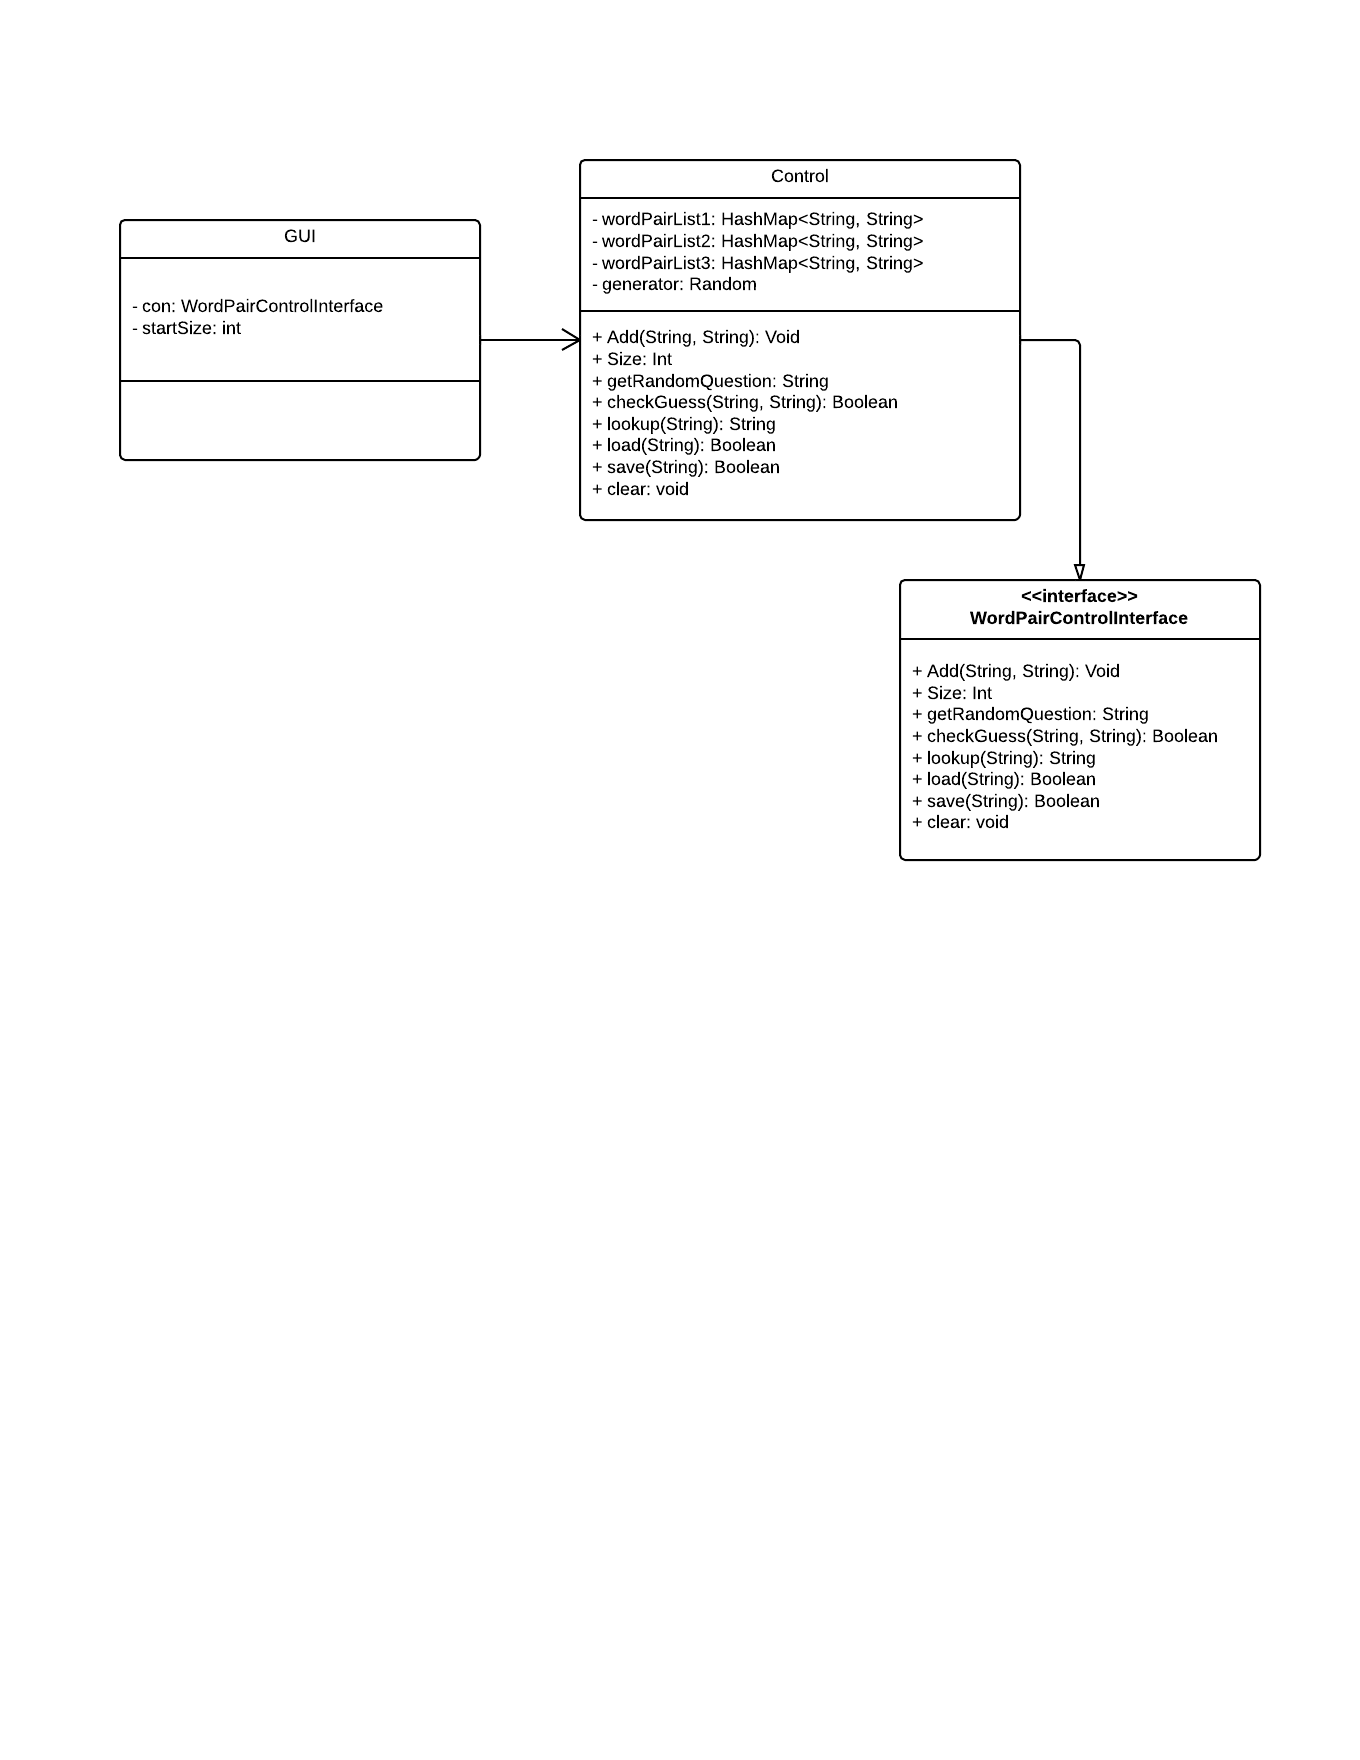 GUI
- con: WordPairControlInterface
- startSize: int
Control
- wordPairList1: HashMap<String, String>
- wordPairList2: HashMap<String, String>
- wordPairList3: HashMap<String, String>
- generator: Random
+ Add(String, String): Void
+ Size: Int
+ getRandomQuestion: String
+ checkGuess(String, String): Boolean
+ lookup(String): String
+ load(String): Boolean
+ save(String): Boolean
+ clear: void
<<interface>>
WordPairControlInterface
+ Add(String, String): Void
+ Size: Int
+ getRandomQuestion: String
+ checkGuess(String, String): Boolean
+ lookup(String): String
+ load(String): Boolean
+ save(String): Boolean
+ clear: void